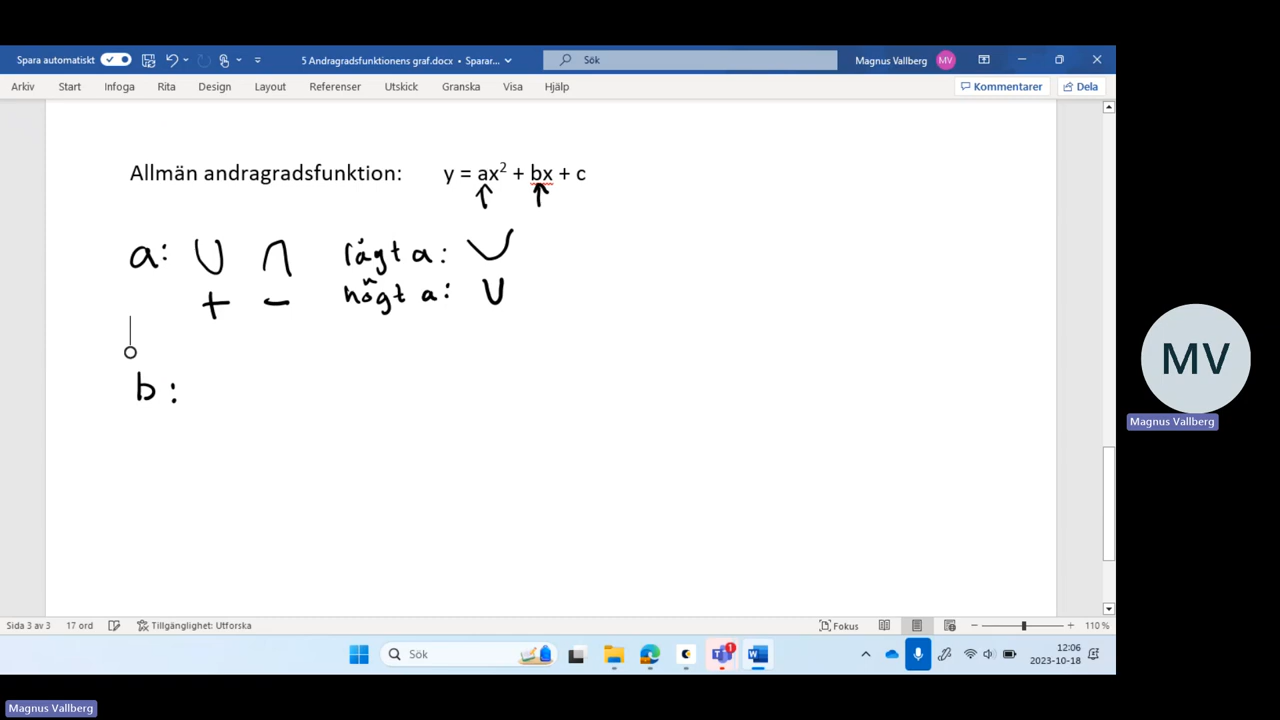 Spara automatiskt
5 Andragradsfunktionens graf.docx • Sparar...
Sök
Magnus Vallberg MV
Arkiv Start Infoga Rita Design Layout Referenser Utskick Granska Visa Hjälp
Kommentarer Dela
Allmän andragradsfunktion: y = ax² + bx + c
a: ∪ ∩ lågt a: ∪
+ - högt a: ∪
b:
MV
Magnus Vallberg
Sida 3 av 3 17 ord Tillgänglighet: Utforska Fokus 110 %
Sök
1
12:06
2023-10-18
Magnus Vallberg